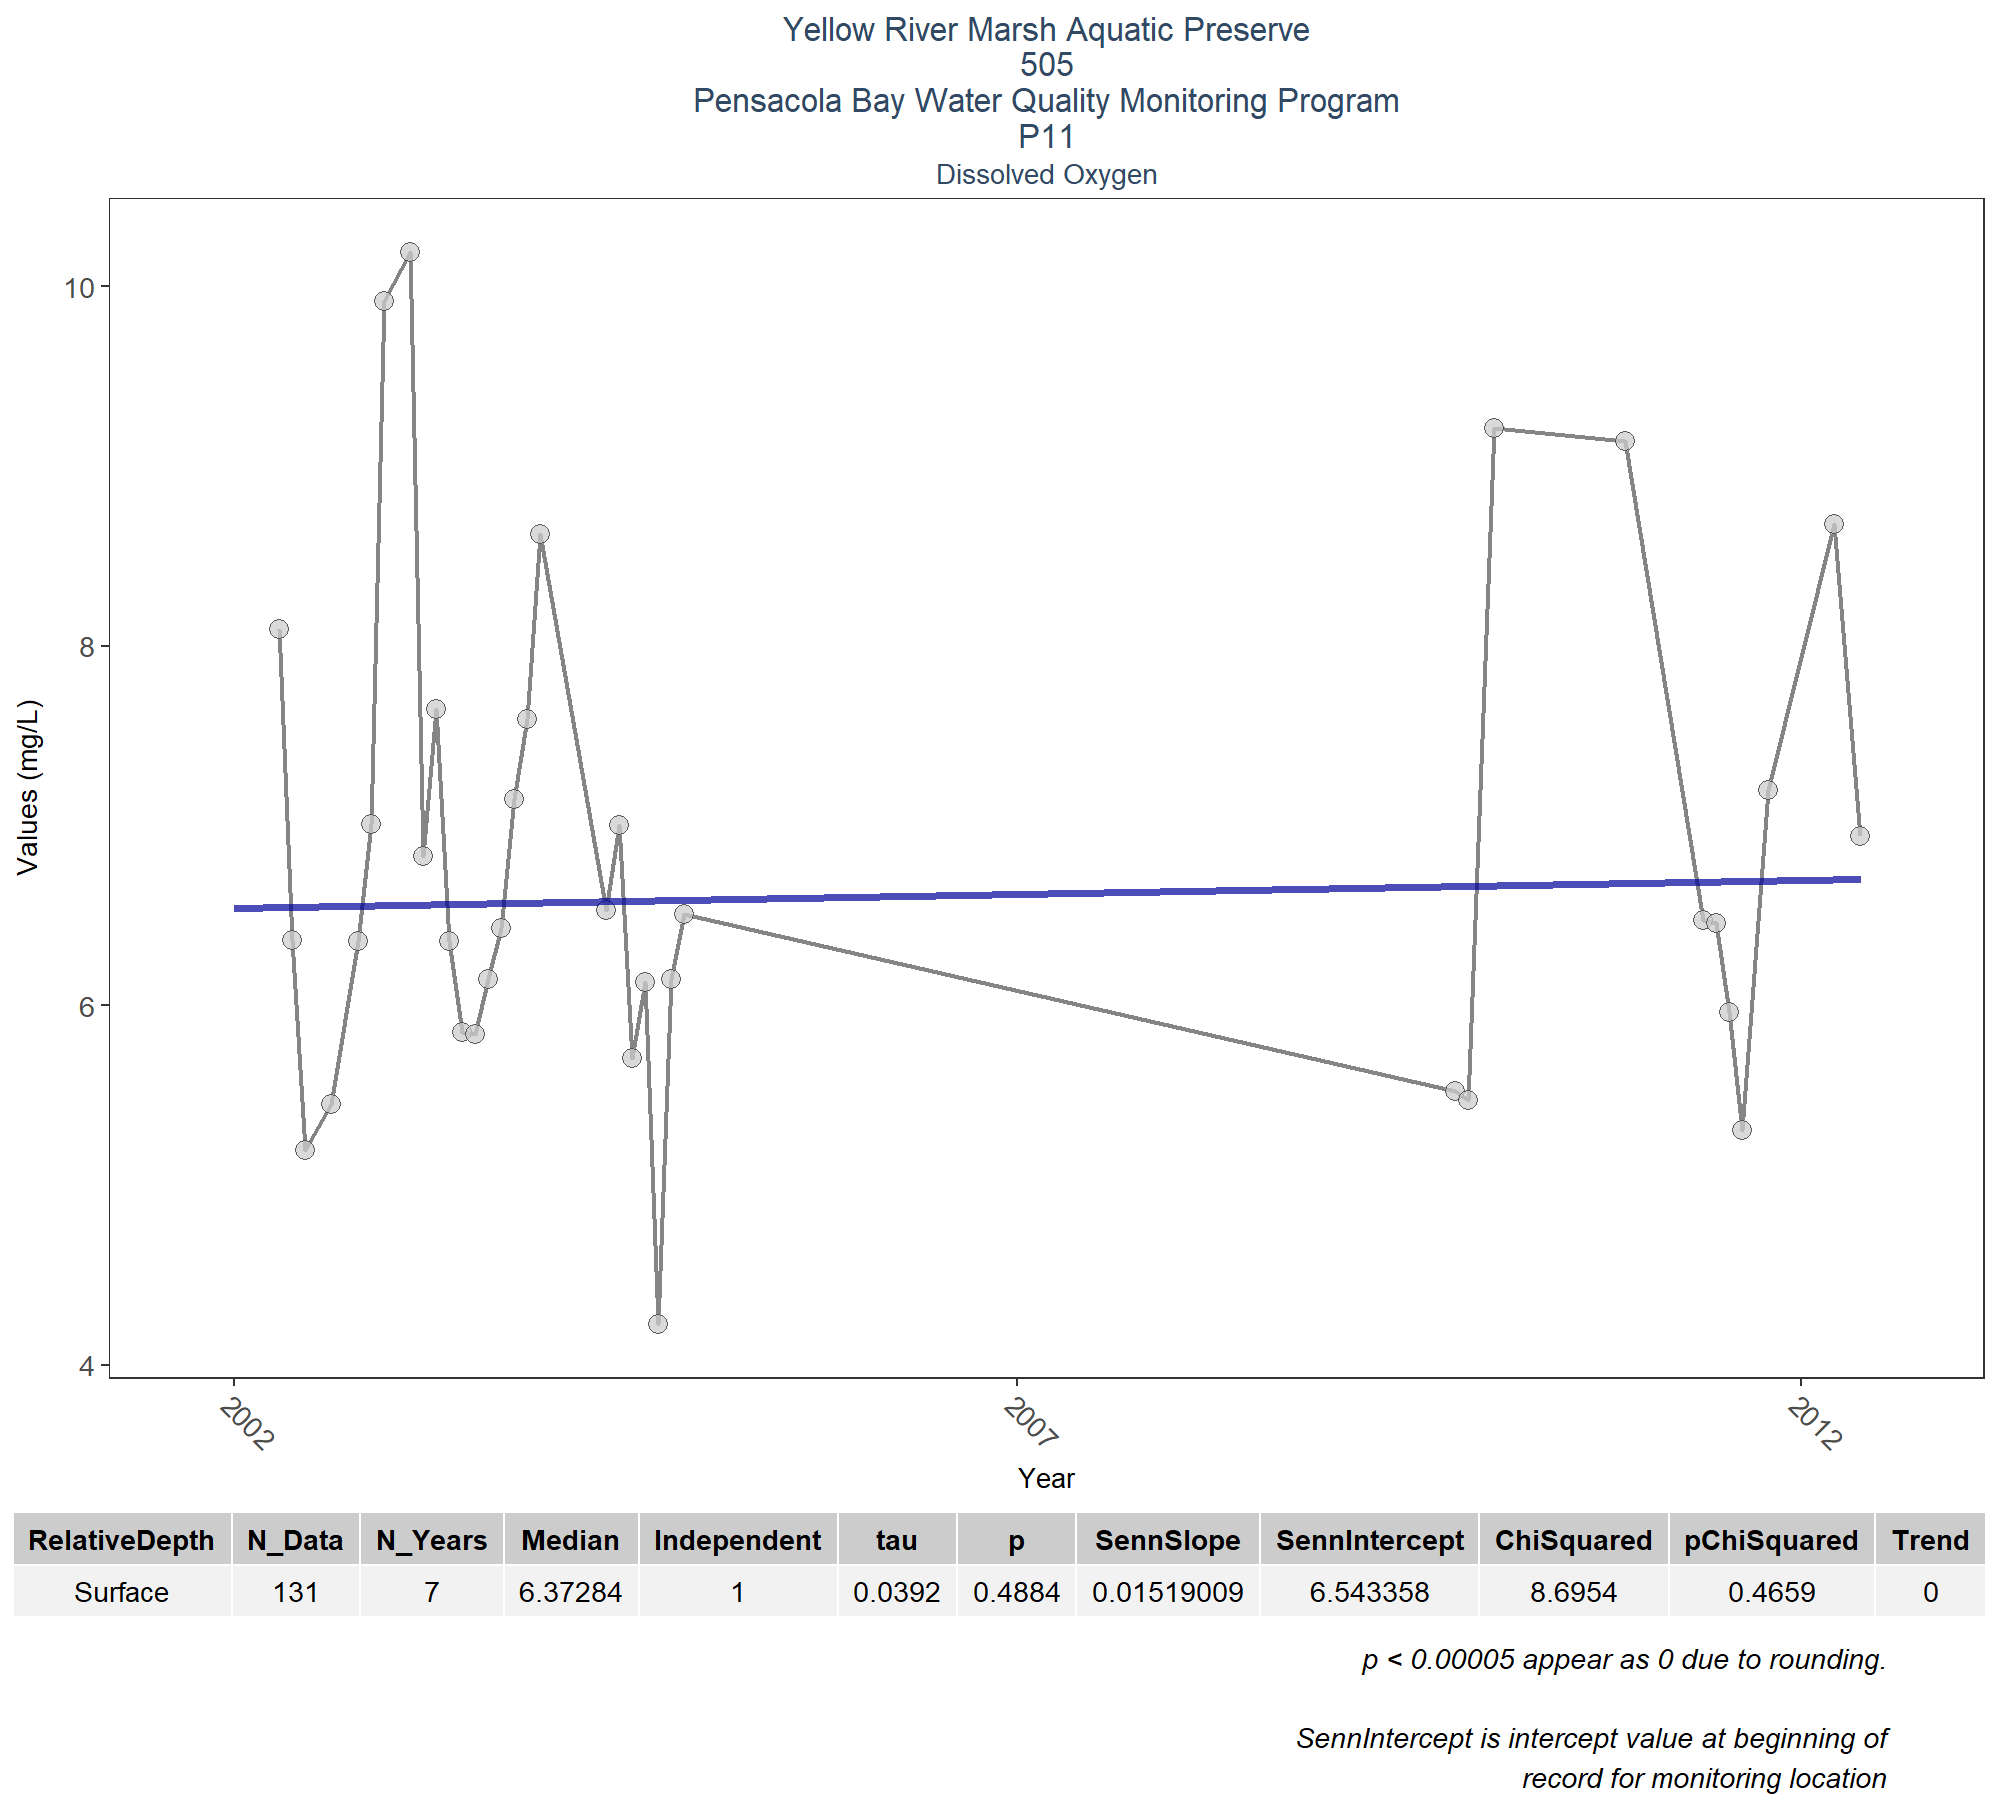 Yellow River Marsh Aquatic Preserve
505
Pensacola Bay Water Quality Monitoring Program
P11
Dissolved Oxygen
10
8
6
4
Values (mg/L)
2002 2007 2012
Year
RelativeDepth N_Data N_Years Median Independent tau p SennSlope SennIntercept ChiSquared pChiSquared Trend
Surface 131 7 6.37284 1 0.0392 0.4884 0.01519009 6.543358 8.6954 0.4659 0
p < 0.00005 appear as 0 due to rounding.
SennIntercept is intercept value at beginning of
record for monitoring location